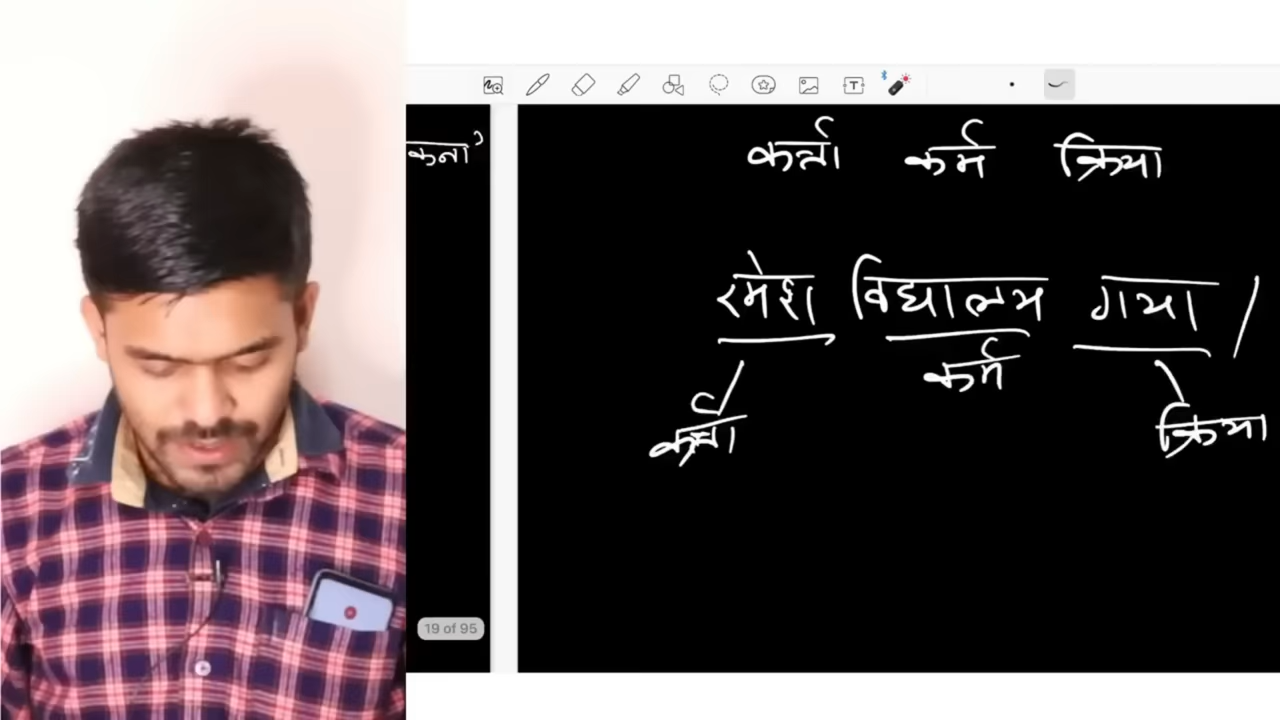 कर्त्ता कर्म क्रिया
रमेश विद्यालय गया /
कर्म
कर्त्ता क्रिया
19 of 95